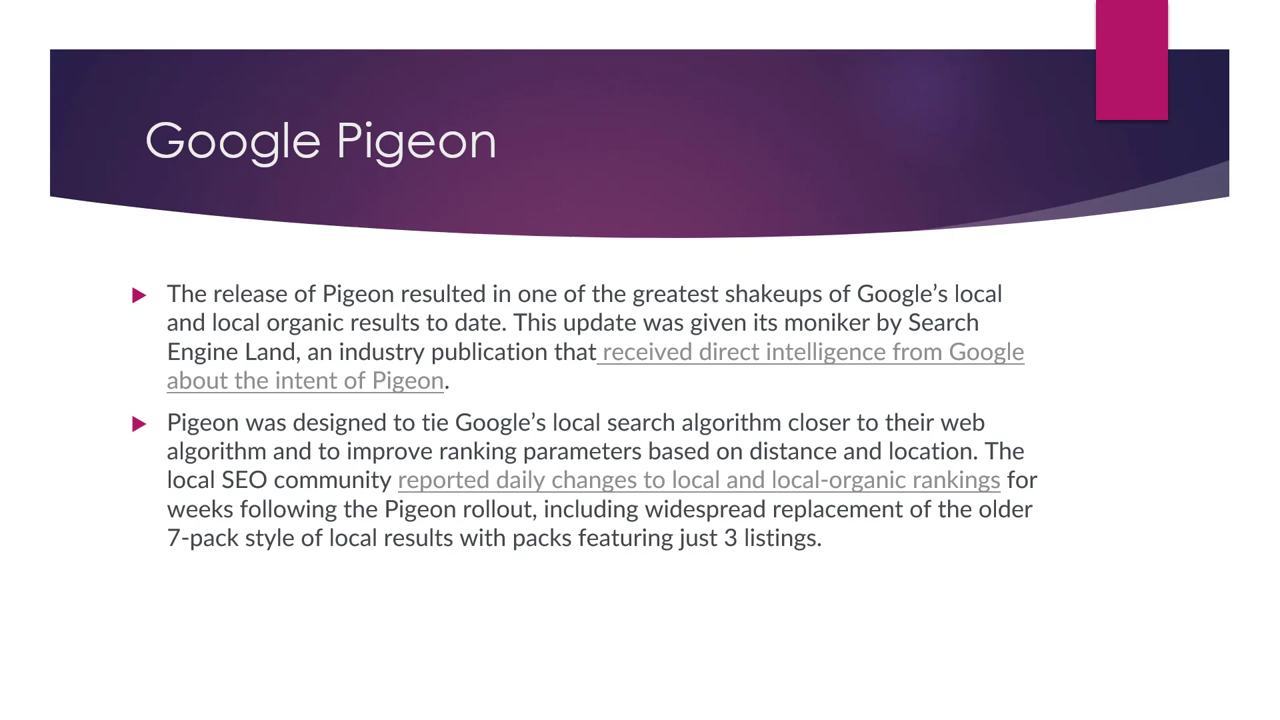 Google Pigeon
The release of Pigeon resulted in one of the greatest shakeups of Google’s local
and local organic results to date. This update was given its moniker by Search
Engine Land, an industry publication that received direct intelligence from Google
about the intent of Pigeon.
Pigeon was designed to tie Google’s local search algorithm closer to their web
algorithm and to improve ranking parameters based on distance and location. The
local SEO community reported daily changes to local and local-organic rankings for
weeks following the Pigeon rollout, including widespread replacement of the older
7-pack style of local results with packs featuring just 3 listings.